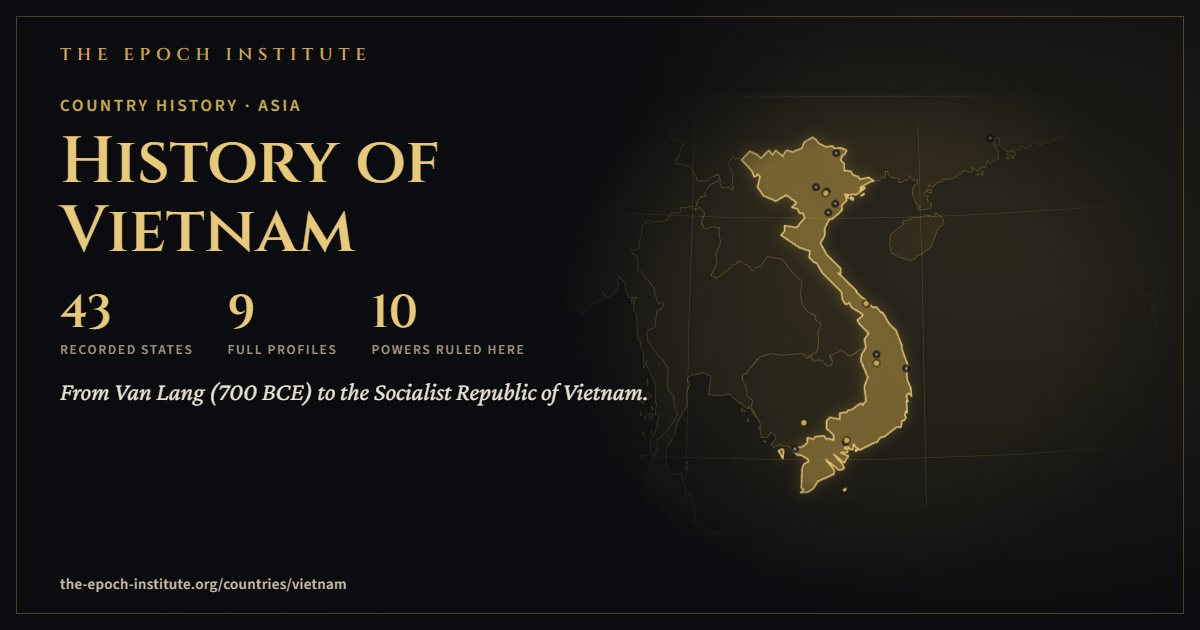 THE EPOCH INSTITUTE
COUNTRY HISTORY · ASIA
HISTORY OF
VIETNAM
43 9 10
RECORDED STATES FULL PROFILES POWERS RULED HERE
From Van Lang (700 BCE) to the Socialist Republic of Vietnam.
the-epoch-institute.org/countries/vietnam